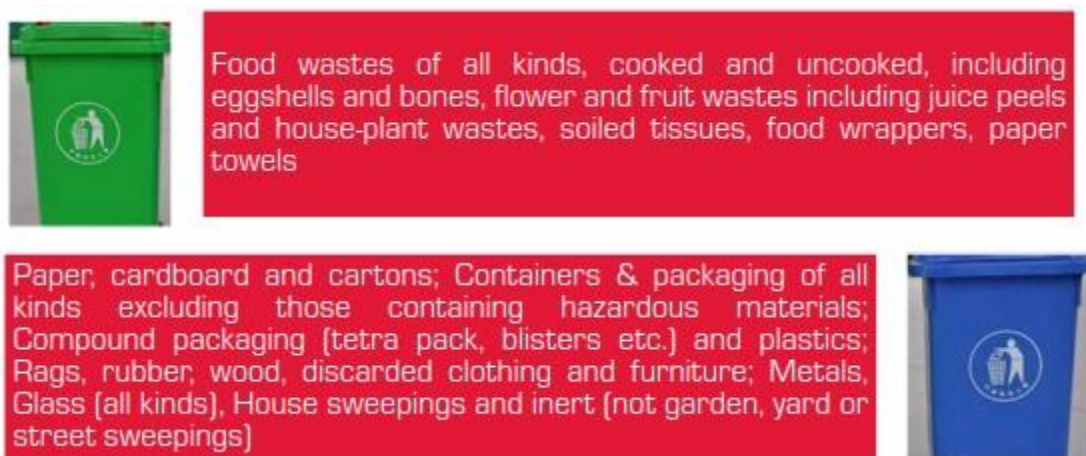 Food wastes of all kinds, cooked and uncooked, including
eggshells and bones, flower and fruit wastes including juice peels
and house-plant wastes, soiled tissues, food wrappers, paper
towels
Paper, cardboard and cartons; Containers & packaging of all
kinds excluding those containing hazardous materials;
Compound packaging (tetra pack, blisters etc.) and plastics;
Rags, rubber, wood, discarded clothing and furniture; Metals,
Glass (all kinds), House sweepings and inert (not garden, yard or
street sweepings)